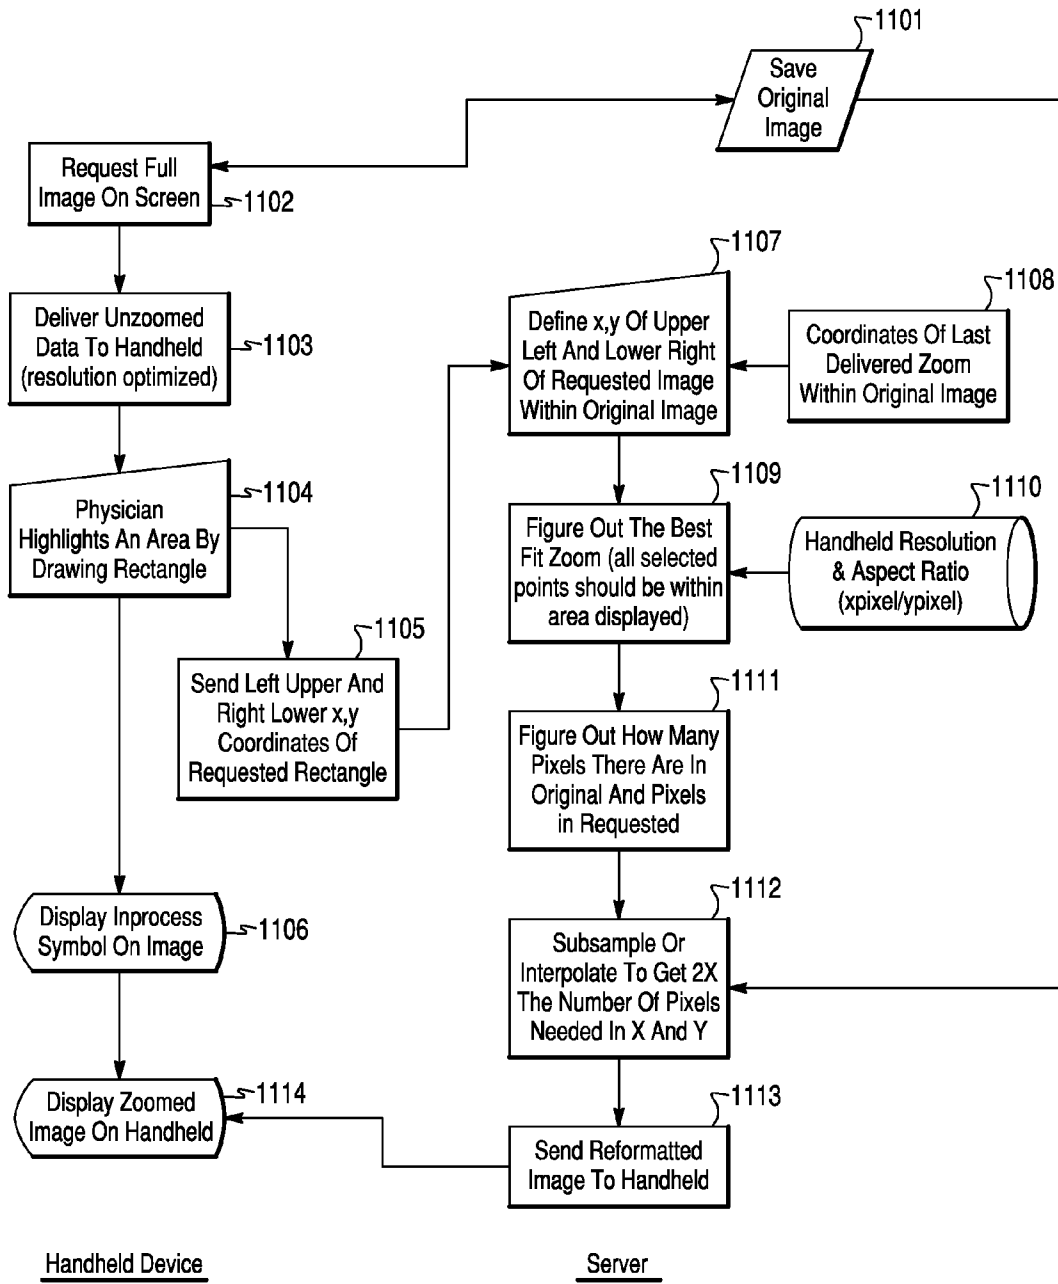 1101
Save
Original
Image
Request Full
Image On Screen
1102
Deliver Unzoomed
Data To Handheld
(resolution optimized)
1103
Physician
Highlights An Area By
Drawing Rectangle
1104
Send Left Upper And
Right Lower x,y
Coordinates Of
Requested Rectangle
1105
Display Inprocess
Symbol On Image
1106
Define x,y Of Upper
Left And Lower Right
Of Requested Image
Within Original Image
1107
Coordinates Of Last
Delivered Zoom
Within Original Image
1108
Figure Out The Best
Fit Zoom (all selected
points should be within
area displayed)
1109
Handheld Resolution
& Aspect Ratio
(xpixel/ypixel)
1110
Figure Out How Many
Pixels There Are In
Original And Pixels
in Requested
1111
Subsample Or
Interpolate To Get 2X
The Number Of Pixels
Needed In X And Y
1112
Send Reformatted
Image To Handheld
1113
Display Zoomed
Image On Handheld
1114
Handheld Device
Server